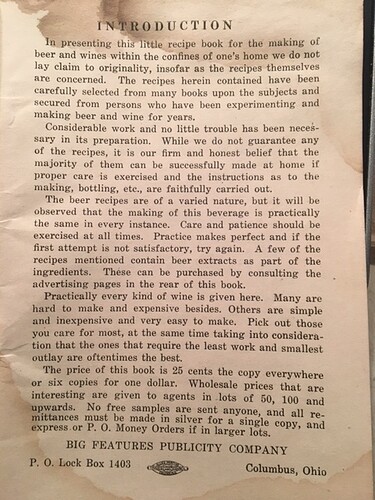 INTRODUCTION
In presenting this little recipe book for the making of
beer and wines within the confines of one's home we do not
lay claim to originality, insofar as the recipes themselves
are concerned. The recipes herein contained have been
carefully selected from many books upon the subjects and
secured from persons who have been experimenting and
making beer and wine for years.
Considerable work and no little trouble has been neces-
sary in its preparation. While we do not guarantee any
of the recipes, it is our firm and honest belief that the
majority of them can be successfully made at home if
proper care is exercised and the instructions as to the
making, bottling, etc., are faithfully carried out.
The beer recipes are of a varied nature, but it will be
observed that the making of this beverage is practically
the same in every instance. Care and patience should be
exercised at all times. Practice makes perfect and if
the first attempt is not satisfactory, try again. A few of the
recipes mentioned contain beer extracts as part of the
ingredients. These can be purchased by consulting the
advertising pages in the rear of this book.
Practically every kind of wine is given here. Many are
hard to make and expensive besides. Others are simple
and inexpensive and very easy to make. Pick out those
you care for most, at the same time taking into considera-
tion that the ones that require the least work and smallest
outlay are oftentimes the best.
The price of this book is 25 cents the copy everywhere
or six copies for one dollar. Wholesale prices that are
interesting are given to agents in lots of 50, 100 and
upwards. No free samples are sent anyone, and all re-
mittances must be made in silver for a single copy, and
express or P. O. Money Orders if in larger lots.
BIG FEATURES PUBLICITY COMPANY
P. O. Lock Box 1403
Columbus, Ohio